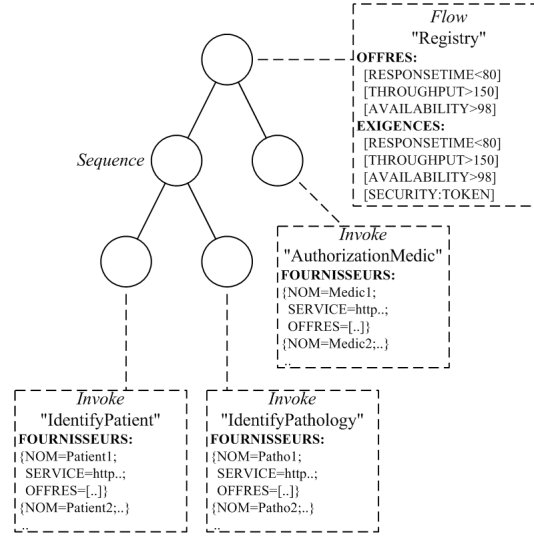 Flow
"Registry"
OFFRES:
[RESPONSETIME<80]
[THROUGHPUT>150]
[AVAILABILITY>98]
EXIGENCES:
[RESPONSETIME<80]
[THROUGHPUT>150]
[AVAILABILITY>98]
[SECURITY:TOKEN]
Sequence
Invoke
"AuthorizationMedic"
FOURNISSEURS:
{NOM=Medic1;
SERVICE=http..;
OFFRES=[..]}
{NOM=Medic2;..}
..
Invoke
"IdentifyPatient"
FOURNISSEURS:
{NOM=Patient1;
SERVICE=http..;
OFFRES=[..]}
{NOM=Patient2;..}
..
Invoke
"IdentifyPathology"
FOURNISSEURS:
{NOM=Patho1;
SERVICE=http..;
OFFRES=[..]}
{NOM=Patho2;..}
..